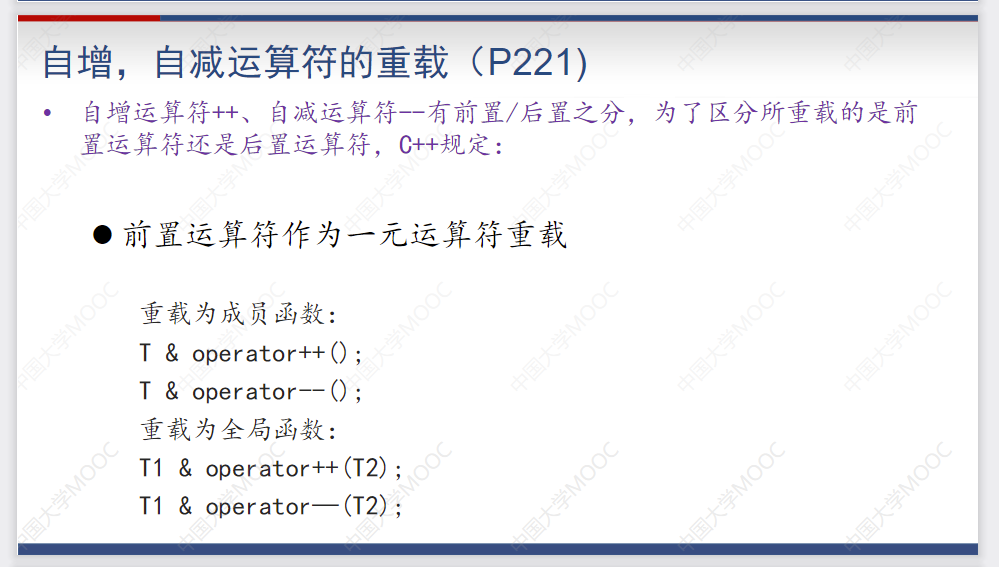 自增，自减运算符的重载（P221)
• 自增运算符++、自减运算符--有前置/后置之分，为了区分所重载的是前
置运算符还是后置运算符，C++规定：
● 前置运算符作为一元运算符重载
重载为成员函数：
T & operator++();
T & operator--();
重载为全局函数：
T1 & operator++(T2);
T1 & operator—(T2);
中国大学MOOC